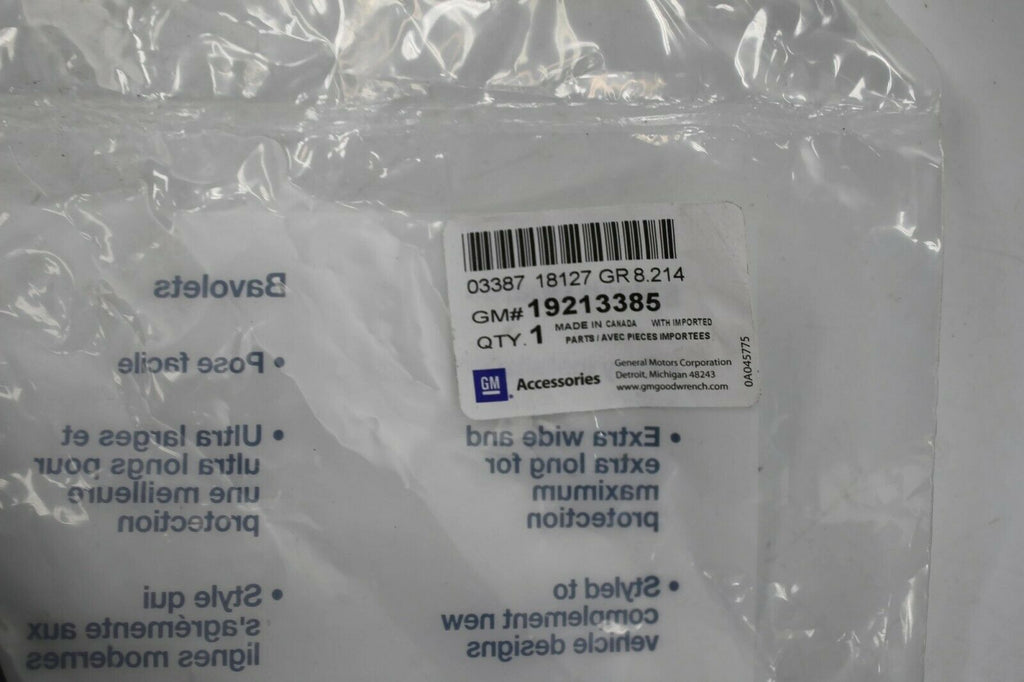 03387 18127 GR 8.214
GM# 19213385
QTY. 1 MADE IN CANADA WITH IMPORTED
PARTS / AVEC PIECES IMPORTEES
GM Accessories
General Motors Corporation
Detroit, Michigan 48243
www.gmgoodwrench.com
0A045775
Bavolets
• Pose facile
• Ultra larges et
ultra longs pour
une meilleure
protection
• Style qui
s'agrémente aux
lignes modernes
• Extra wide and
extra long for
maximum
protection
• Styled to
complement new
vehicle designs